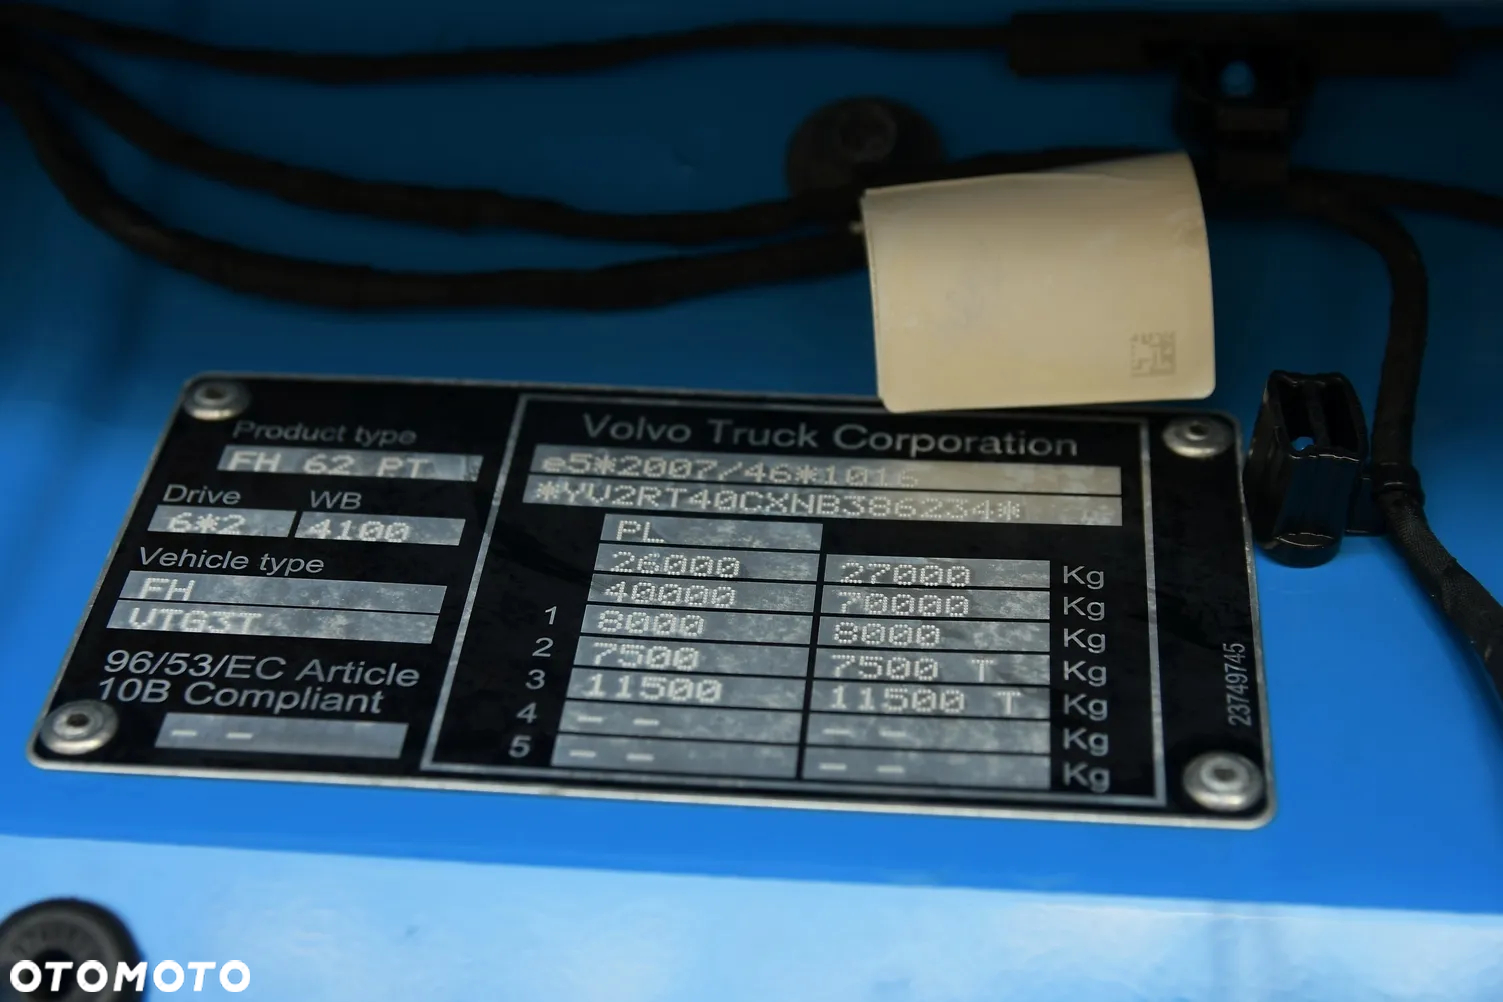 Product type
FH 62 PT
Drive WB
6*2 4100
Vehicle type
FH
VTG3T
96/53/EC Article
10B Compliant
- -
Volvo Truck Corporation
e5*2007/46*1016
*YV2RT40CXNB386234*
PL
26000 27000 Kg
40000 70000 Kg
1 8000 8000 Kg
2 7500 7500 T Kg
3 11500 11500 T Kg
4 - - - - Kg
5 - - - - Kg
23749745
OTOMOTO